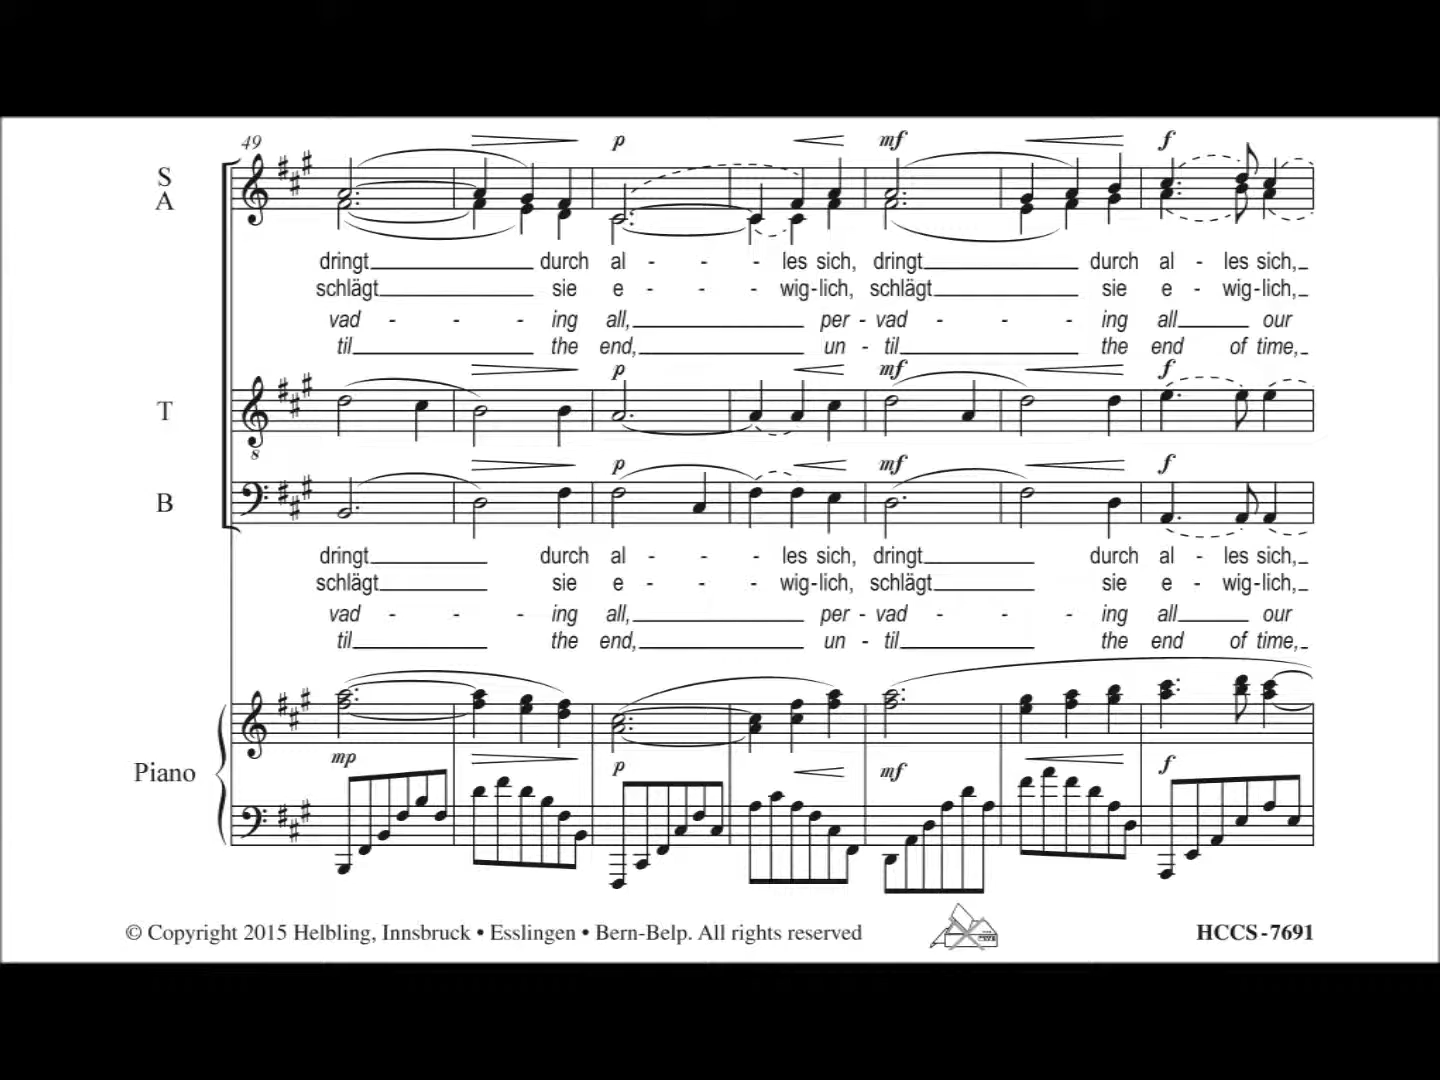 49
p
mf
f
S
A
dringt durch al - - - les sich, dringt durch al - les sich,
schlägt sie e - - - wig-lich, schlägt sie e - wig-lich,
vad - - - ing all, per - vad - - - ing all our
til the end, un - til the end of time,
p mf f
T
8
p mf f
B
dringt durch al - - - les sich, dringt durch al - les sich,
schlägt sie e - - - wig-lich, schlägt sie e - wig-lich,
vad - - - ing all, per - vad - - - ing all our
til the end, un - til the end of time,
mp p mf f
Piano
© Copyright 2015 Helbling, Innsbruck • Esslingen • Bern-Belp. All rights reserved
HCCS-7691